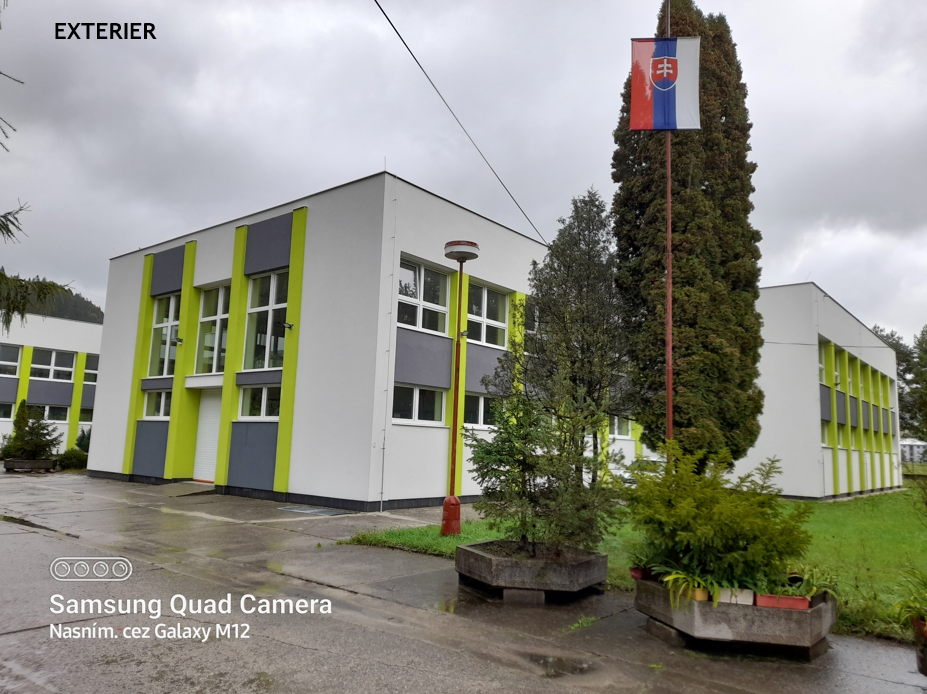 EXTERIER
Samsung Quad Camera
Nasním. cez Galaxy M12